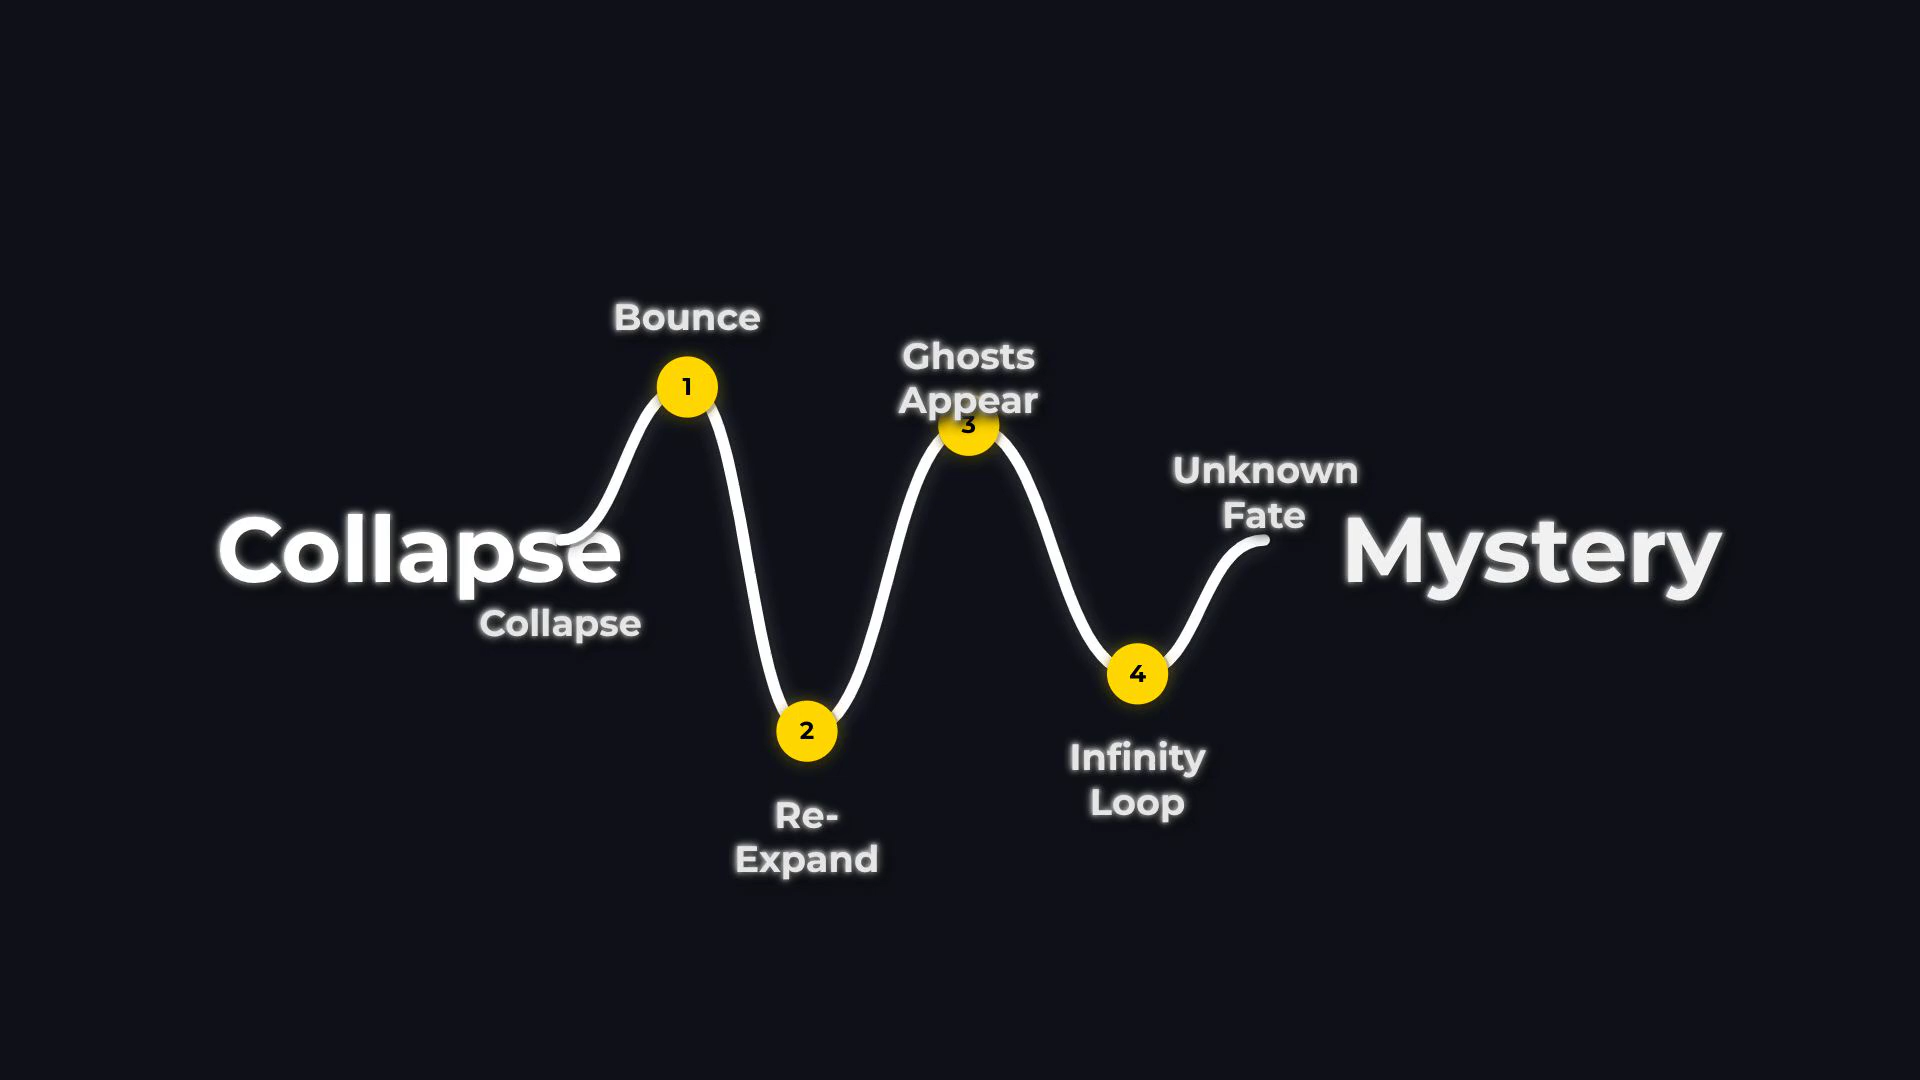 Bounce
1
Ghosts
Appear
3
Unknown
Fate
Collapse
Mystery
Collapse
4
2
Infinity
Loop
Re-
Expand